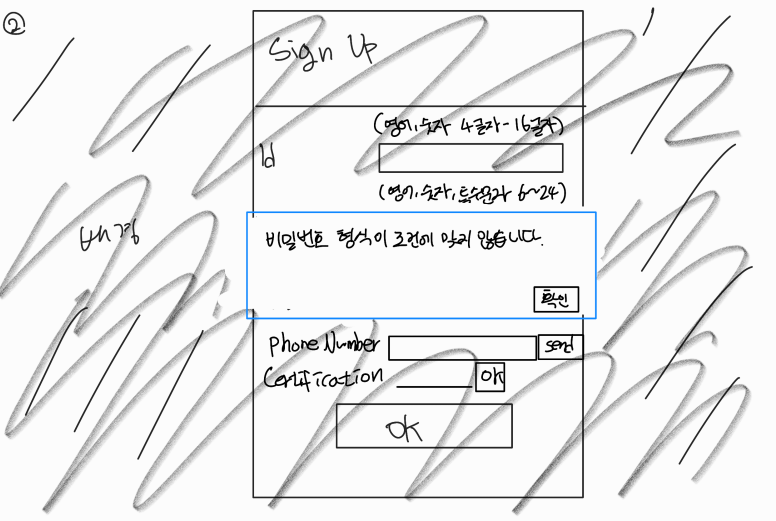 ②
Sign Up
(영어, 숫자 4글자-16글자)
Id
(영어, 숫자, 특수문자 6~24)
배경
비밀번호 형식이 조건에 맞지 않습니다.
확인
Phone Number
send
Certification
OK
OK